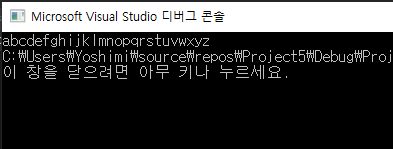 Microsoft Visual Studio 디버그 콘솔
abcdefghijklmnopqrstuvwxyz
C:\Users\Yoshimi\source\repos\Project5\Debug\Proj
이 창을 닫으려면 아무 키나 누르세요.